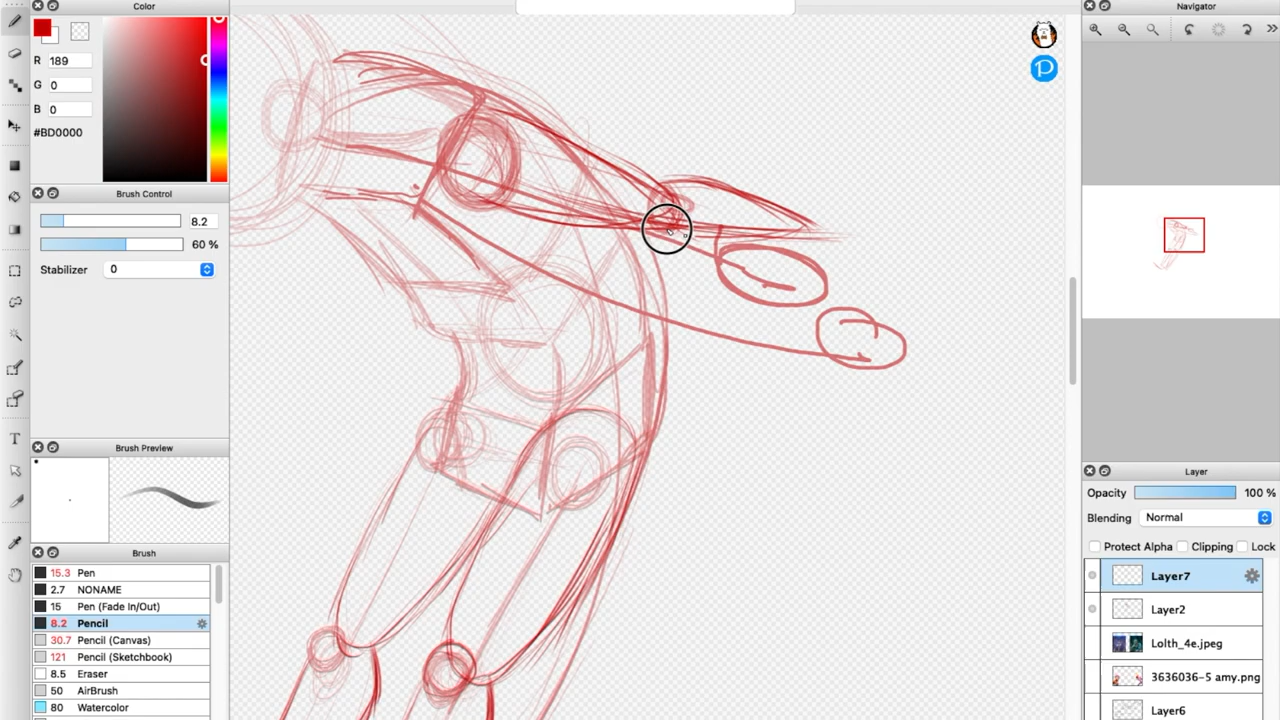 Color
R 189
G 0
B 0
#BD0000
Brush Control
8.2
60 %
Stabilizer 0
Brush Preview
Brush
15.3 Pen
2.7 NONAME
15 Pen (Fade In/Out)
8.2 Pencil
30.7 Pencil (Canvas)
121 Pencil (Sketchbook)
8.5 Eraser
50 AirBrush
80 Watercolor
T
P
Navigator
Layer
Opacity 100 %
Blending Normal
Protect Alpha Clipping Lock
Layer7
Layer2
Lolth_4e.jpeg
3636036-5 amy.png
Layer6